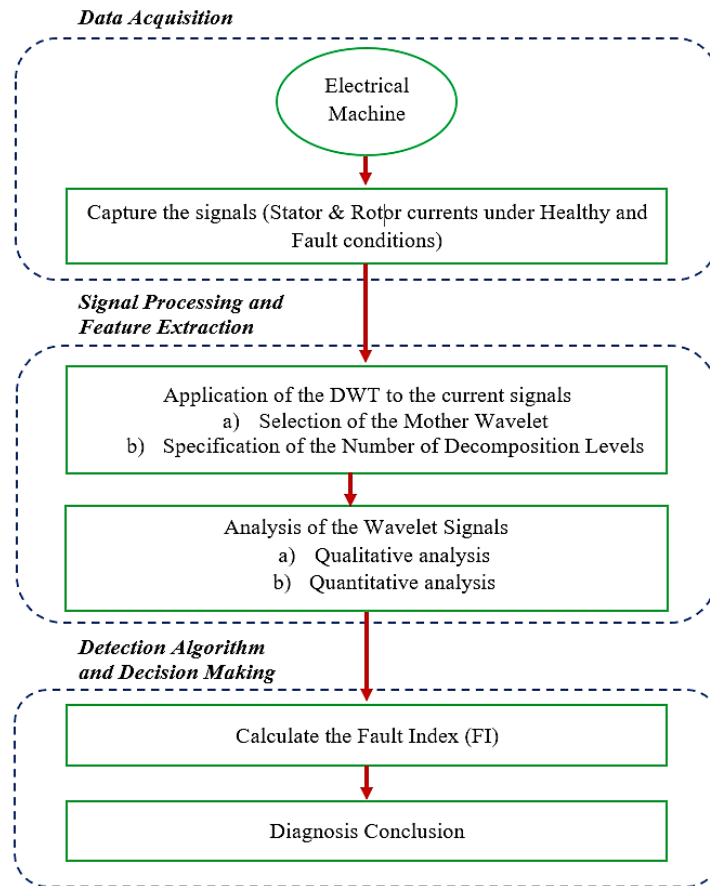 Data Acquisition
Electrical
Machine
Capture the signals (Stator & Rotor currents under Healthy and
Fault conditions)
Signal Processing and
Feature Extraction
Application of the DWT to the current signals
a) Selection of the Mother Wavelet
b) Specification of the Number of Decomposition Levels
Analysis of the Wavelet Signals
a) Qualitative analysis
b) Quantitative analysis
Detection Algorithm
and Decision Making
Calculate the Fault Index (FI)
Diagnosis Conclusion